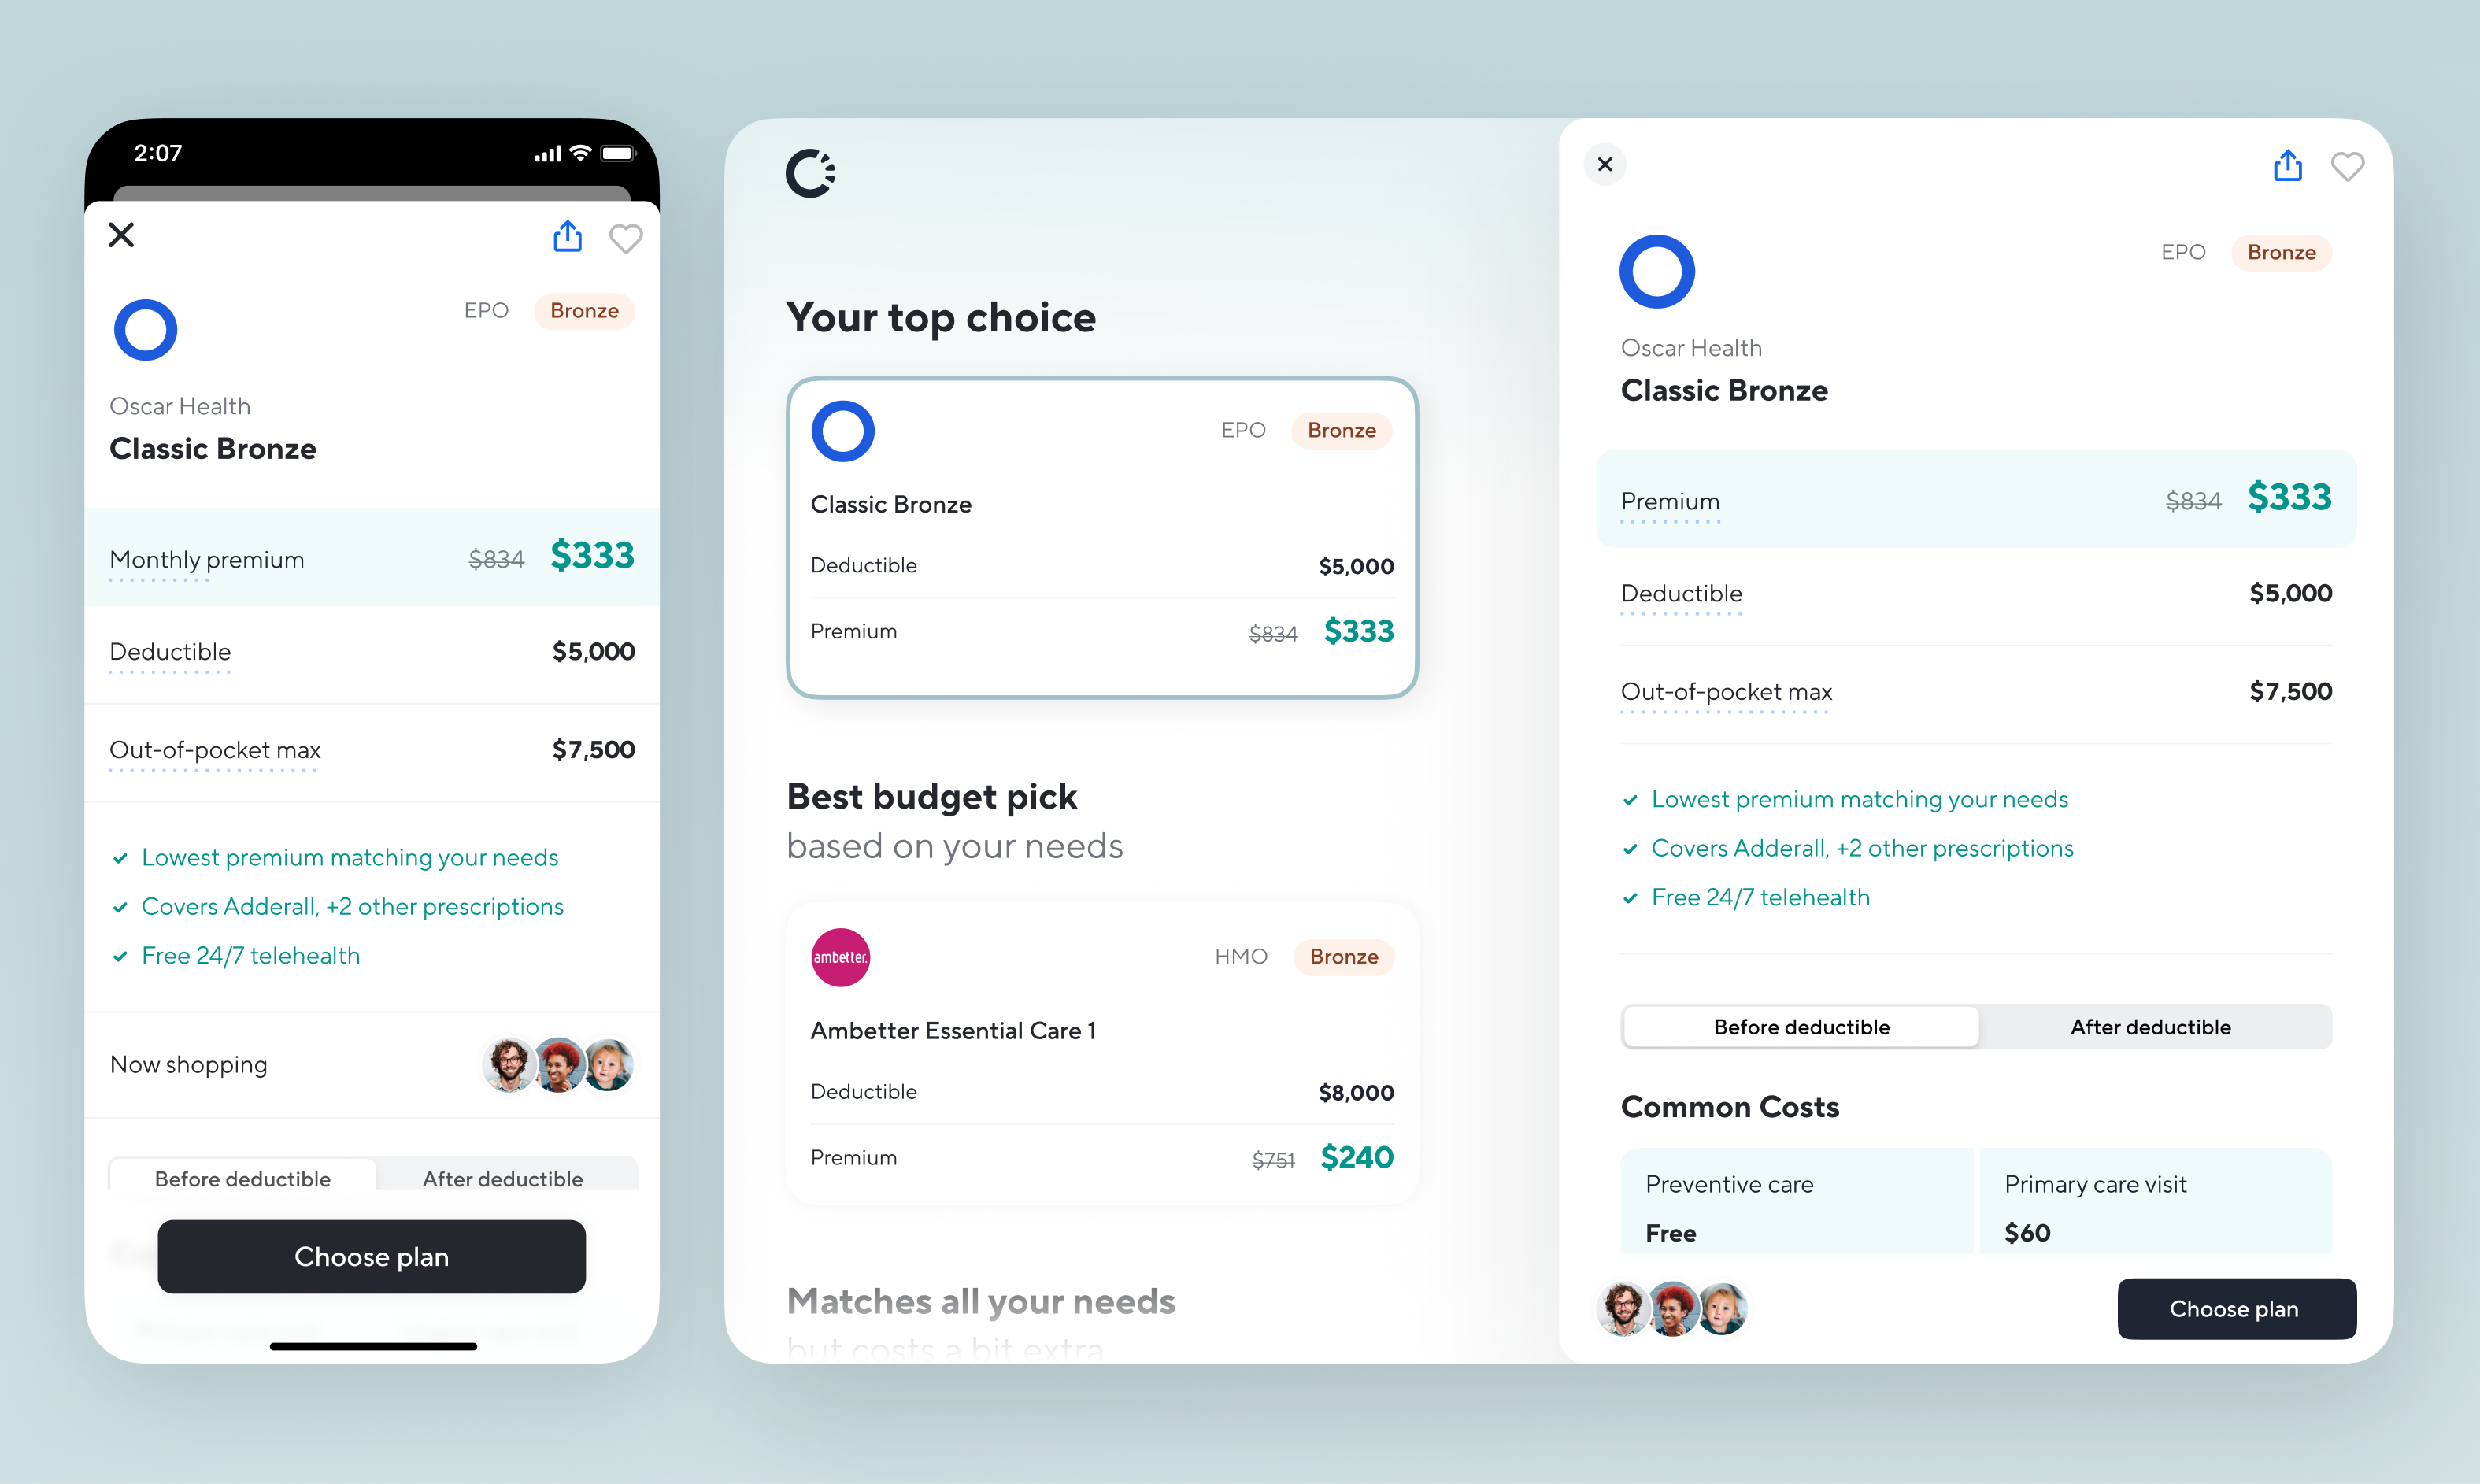 2:07
EPO Bronze
Oscar Health
Classic Bronze
Monthly premium $834 $333
Deductible $5,000
Out-of-pocket max $7,500
Lowest premium matching your needs
Covers Adderall, +2 other prescriptions
Free 24/7 telehealth
Now shopping
Before deductible After deductible
Choose plan
Your top choice
EPO Bronze
Classic Bronze
Deductible $5,000
Premium $834 $333
Best budget pick
based on your needs
ambetter.
HMO Bronze
Ambetter Essential Care 1
Deductible $8,000
Premium $751 $240
Matches all your needs
but costs a bit extra
EPO Bronze
Oscar Health
Classic Bronze
Premium $834 $333
Deductible $5,000
Out-of-pocket max $7,500
Lowest premium matching your needs
Covers Adderall, +2 other prescriptions
Free 24/7 telehealth
Before deductible After deductible
Common Costs
Preventive care Primary care visit
Free $60
Choose plan